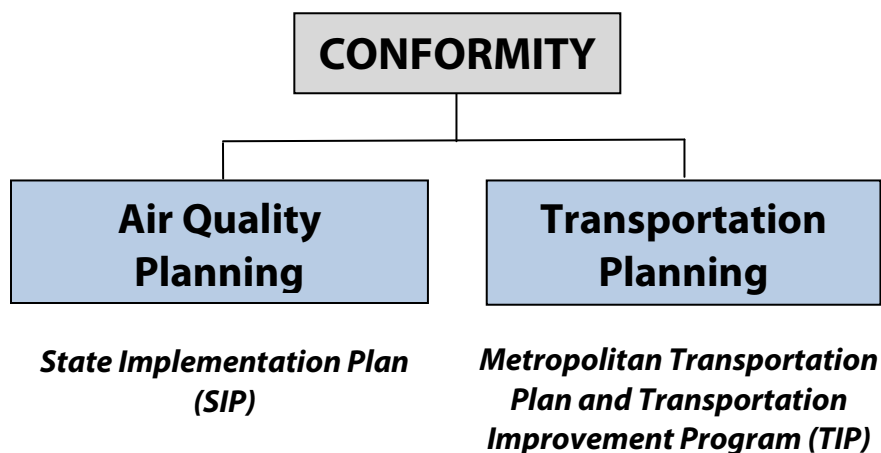 CONFORMITY
Air Quality
Planning
State Implementation Plan
(SIP)
Transportation
Planning
Metropolitan Transportation
Plan and Transportation
Improvement Program (TIP)